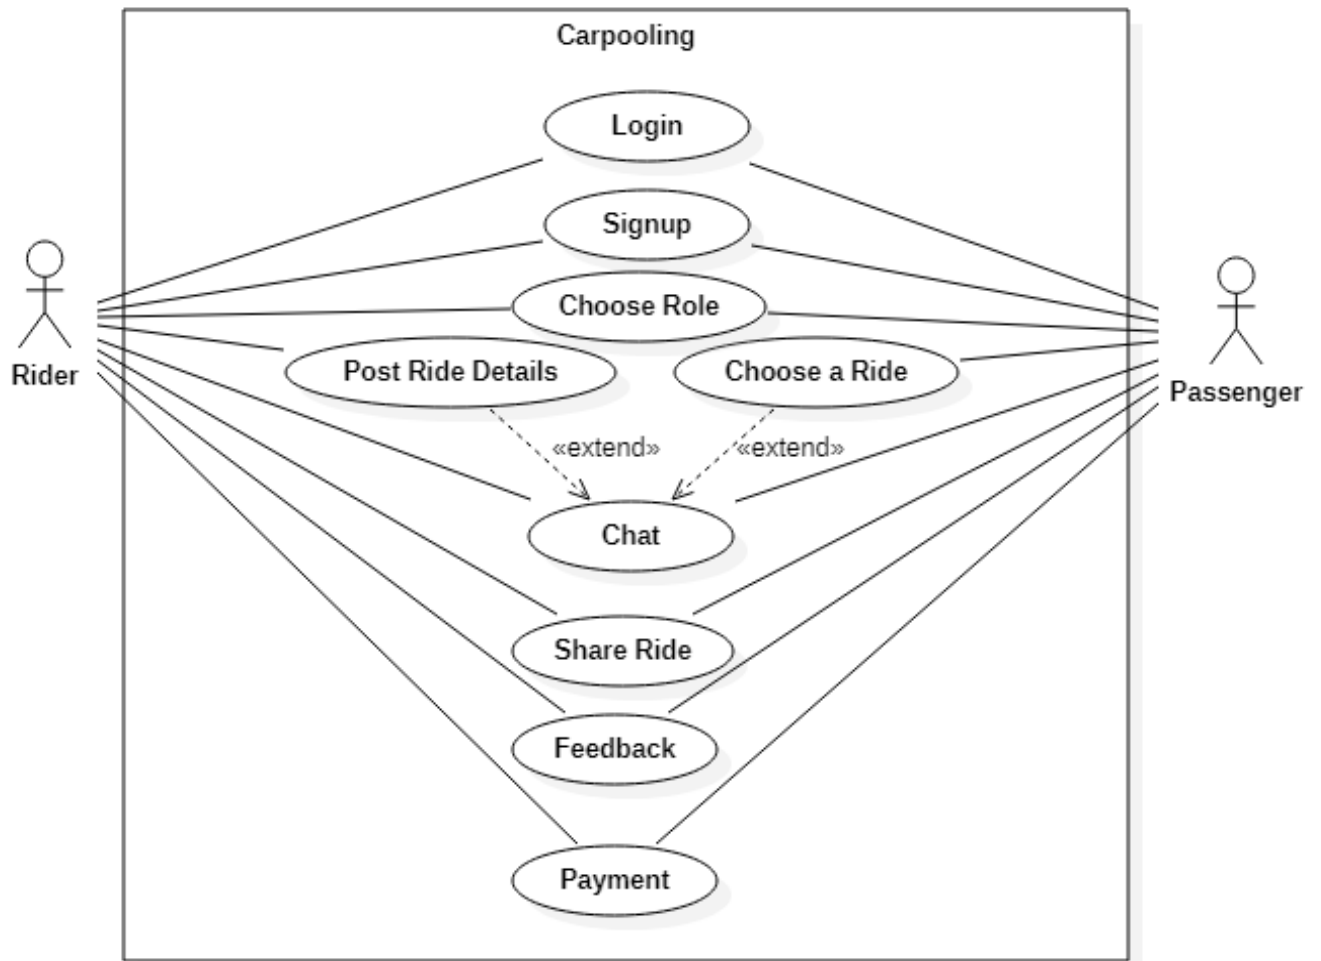 Carpooling
Login
Signup
Choose Role
Post Ride Details
Choose a Ride
Rider
Passenger
«extend»
«extend»
Chat
Share Ride
Feedback
Payment